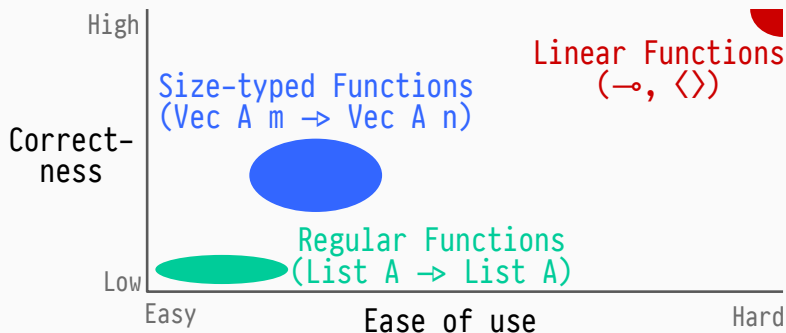 High
Linear Functions
(⊸, ⟨⟩)
Size-typed Functions
(Vec A m → Vec A n)
Correct-
ness
Regular Functions
(List A → List A)
Low
Easy
Ease of use
Hard